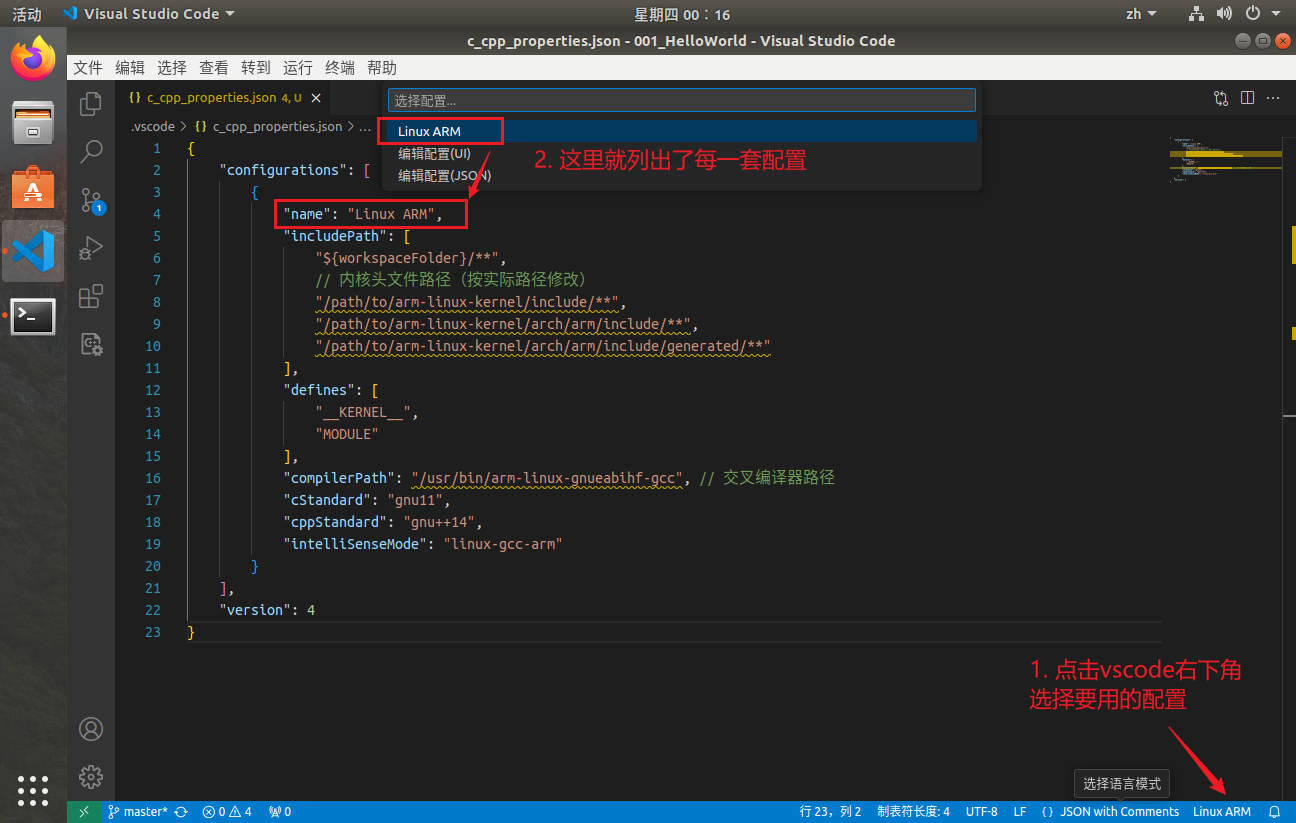 活动 Visual Studio Code 星期四 00：16 zh
c_cpp_properties.json - 001_HelloWorld - Visual Studio Code
文件 编辑 选择 查看 转到 运行 终端 帮助
{} c_cpp_properties.json 4, U
选择配置...
.vscode > {} c_cpp_properties.json > ...
Linux ARM
编辑配置(UI)
编辑配置(JSON)
2. 这里就列出了每一套配置
1 {
2 "configurations": [
3 {
4 "name": "Linux ARM",
5 "includePath": [
6 "${workspaceFolder}/**",
7 // 内核头文件路径（按实际路径修改）
8 "/path/to/arm-linux-kernel/include/**",
9 "/path/to/arm-linux-kernel/arch/arm/include/**",
10 "/path/to/arm-linux-kernel/arch/arm/include/generated/**"
11 ],
12 "defines": [
13 "__KERNEL__",
14 "MODULE"
15 ],
16 "compilerPath": "/usr/bin/arm-linux-gnueabihf-gcc", // 交叉编译器路径
17 "cStandard": "gnu11",
18 "cppStandard": "gnu++14",
19 "intelliSenseMode": "linux-gcc-arm"
20 }
21 ],
22 "version": 4
23 }
1
1. 点击vscode右下角
选择要用的配置
选择语言模式
master* 0 4 0 行 23，列 2 制表符长度: 4 UTF-8 LF {} JSON with Comments Linux ARM